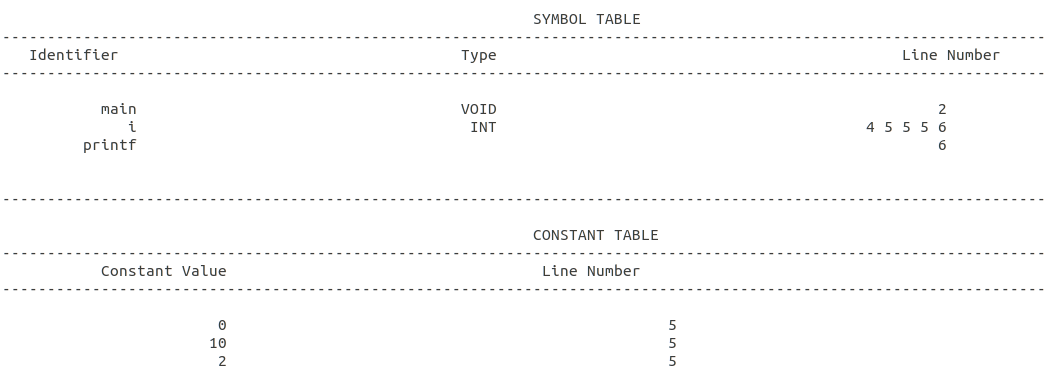 SYMBOL TABLE
--------------------------------------------------------------------------------------------------------------------
Identifier Type Line Number
--------------------------------------------------------------------------------------------------------------------
main VOID 2
i INT 4 5 5 5 6
printf 6
--------------------------------------------------------------------------------------------------------------------
CONSTANT TABLE
--------------------------------------------------------------------------------------------------------------------
Constant Value Line Number
--------------------------------------------------------------------------------------------------------------------
0 5
10 5
2 5